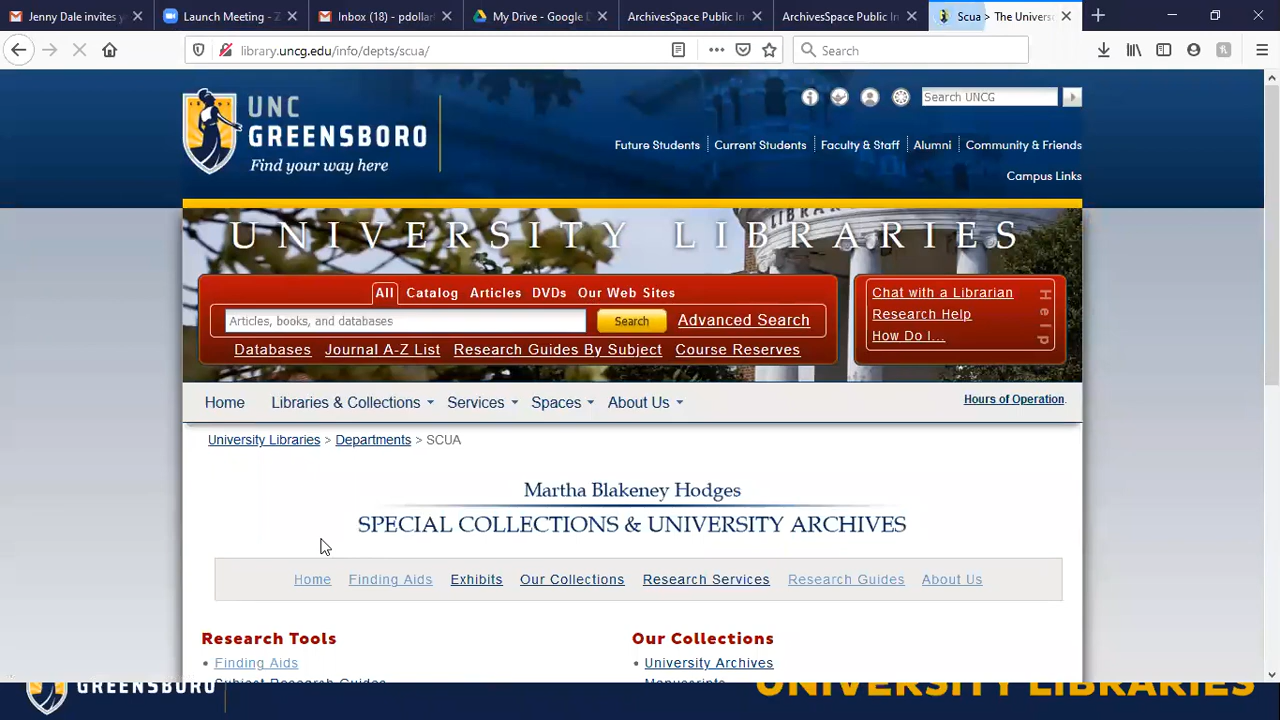 Jenny Dale invites y
Launch Meeting - Z
Inbox (18) - pdollar
My Drive - Google D
ArchivesSpace Public In
ArchivesSpace Public In
Scua > The Universi
library.uncg.edu/info/depts/scua/
Search
UNC
GREENSBORO
Find your way here
Search UNCG
Future Students
Current Students
Faculty & Staff
Alumni
Community & Friends
Campus Links
LIBRARIES
UNIVERSITY LIBRARIES
All Catalog Articles DVDs Our Web Sites
Articles, books, and databases
Search
Advanced Search
Databases Journal A-Z List Research Guides By Subject Course Reserves
Chat with a Librarian
Research Help
How Do I...
Help
Home Libraries & Collections Services Spaces About Us
Hours of Operation.
University Libraries > Departments > SCUA
Martha Blakeney Hodges
SPECIAL COLLECTIONS & UNIVERSITY ARCHIVES
Home Finding Aids Exhibits Our Collections Research Services Research Guides About Us
Research Tools
• Finding Aids
Subject Research Guides
Our Collections
• University Archives
Manuscripts
GREENSBORO
UNIVERSITY LIBRARIES